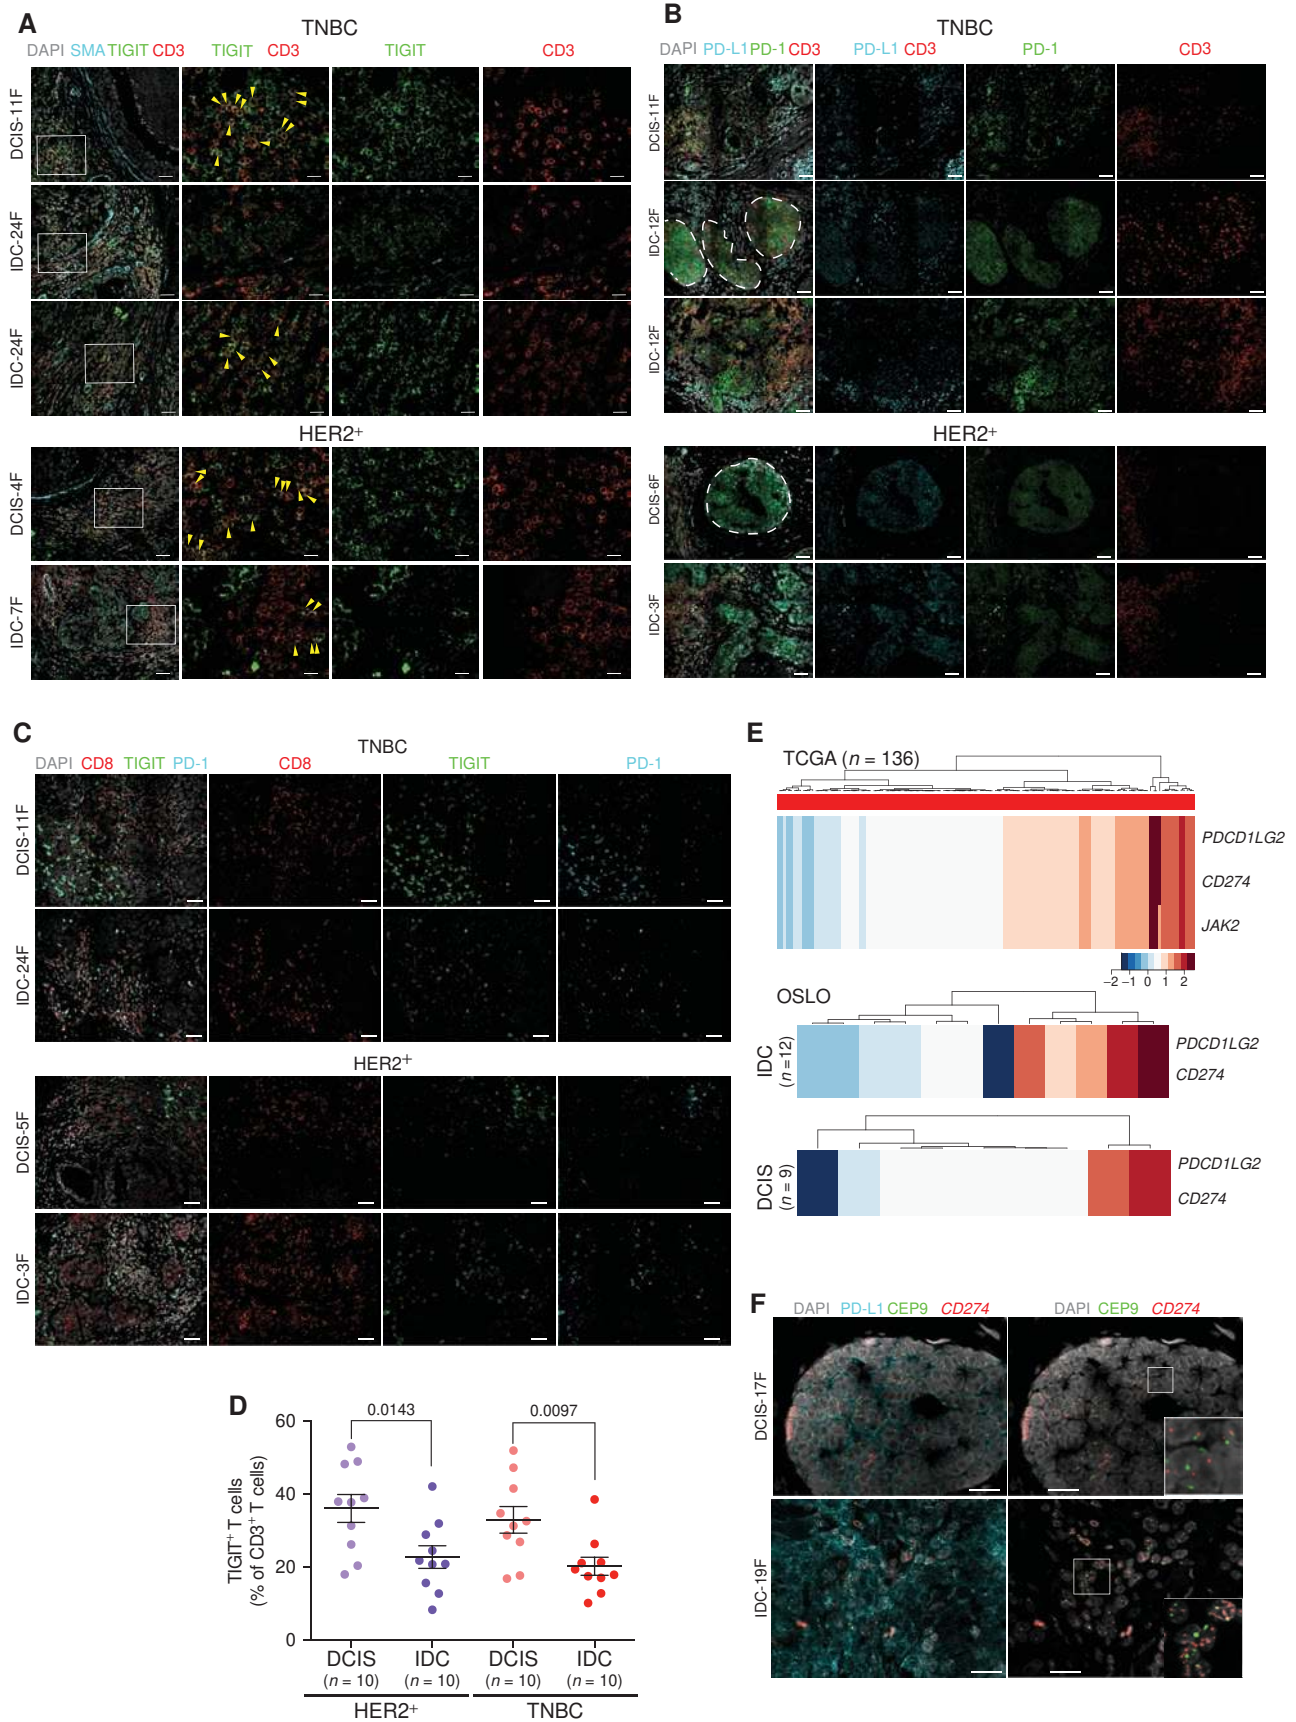 A
TNBC
DAPI SMA TIGIT CD3
TIGIT CD3
TIGIT
CD3
DCIS-11F
IDC-24F
IDC-24F
HER2+
DCIS-4F
IDC-7F
B
TNBC
DAPI PD-L1 PD-1 CD3
PD-L1 CD3
PD-1
CD3
DCIS-11F
IDC-12F
IDC-12F
HER2+
DCIS-6F
IDC-3F
C
TNBC
DAPI CD8 TIGIT PD-1
CD8
TIGIT
PD-1
DCIS-11F
IDC-24F
HER2+
DCIS-5F
IDC-3F
D
0.0143
0.0097
TIGIT+ T cells
(% of CD3+ T cells)
60
40
20
0
DCIS
IDC
DCIS
IDC
(n = 10)
(n = 10)
(n = 10)
(n = 10)
HER2+
TNBC
E
TCGA (n = 136)
PDCD1LG2
CD274
JAK2
−2 −1 0 1 2
OSLO
IDC
(n = 12)
PDCD1LG2
CD274
DCIS
(n = 9)
PDCD1LG2
CD274
F
DAPI PD-L1 CEP9 CD274
DAPI CEP9 CD274
DCIS-17F
IDC-19F